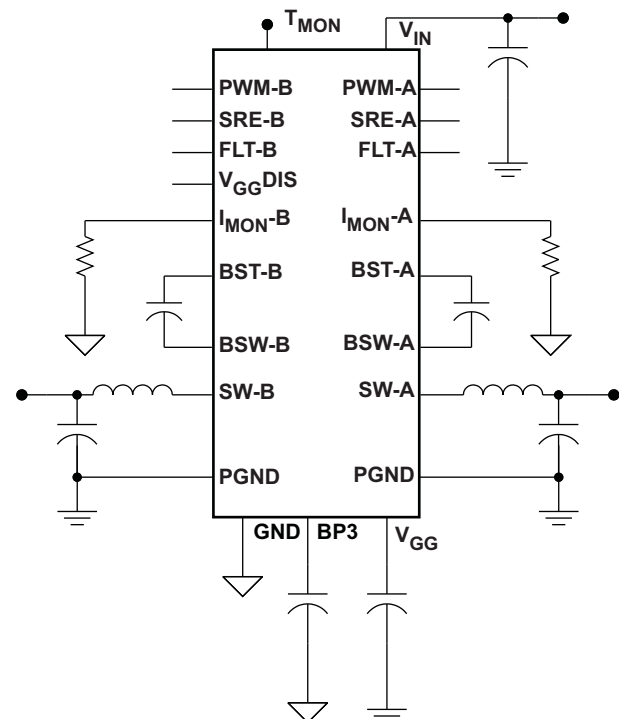 TMON
VIN
PWM-B PWM-A
SRE-B SRE-A
FLT-B FLT-A
VGGDIS
IMON-B IMON-A
BST-B BST-A
BSW-B BSW-A
SW-B SW-A
PGND PGND
GND BP3 VGG